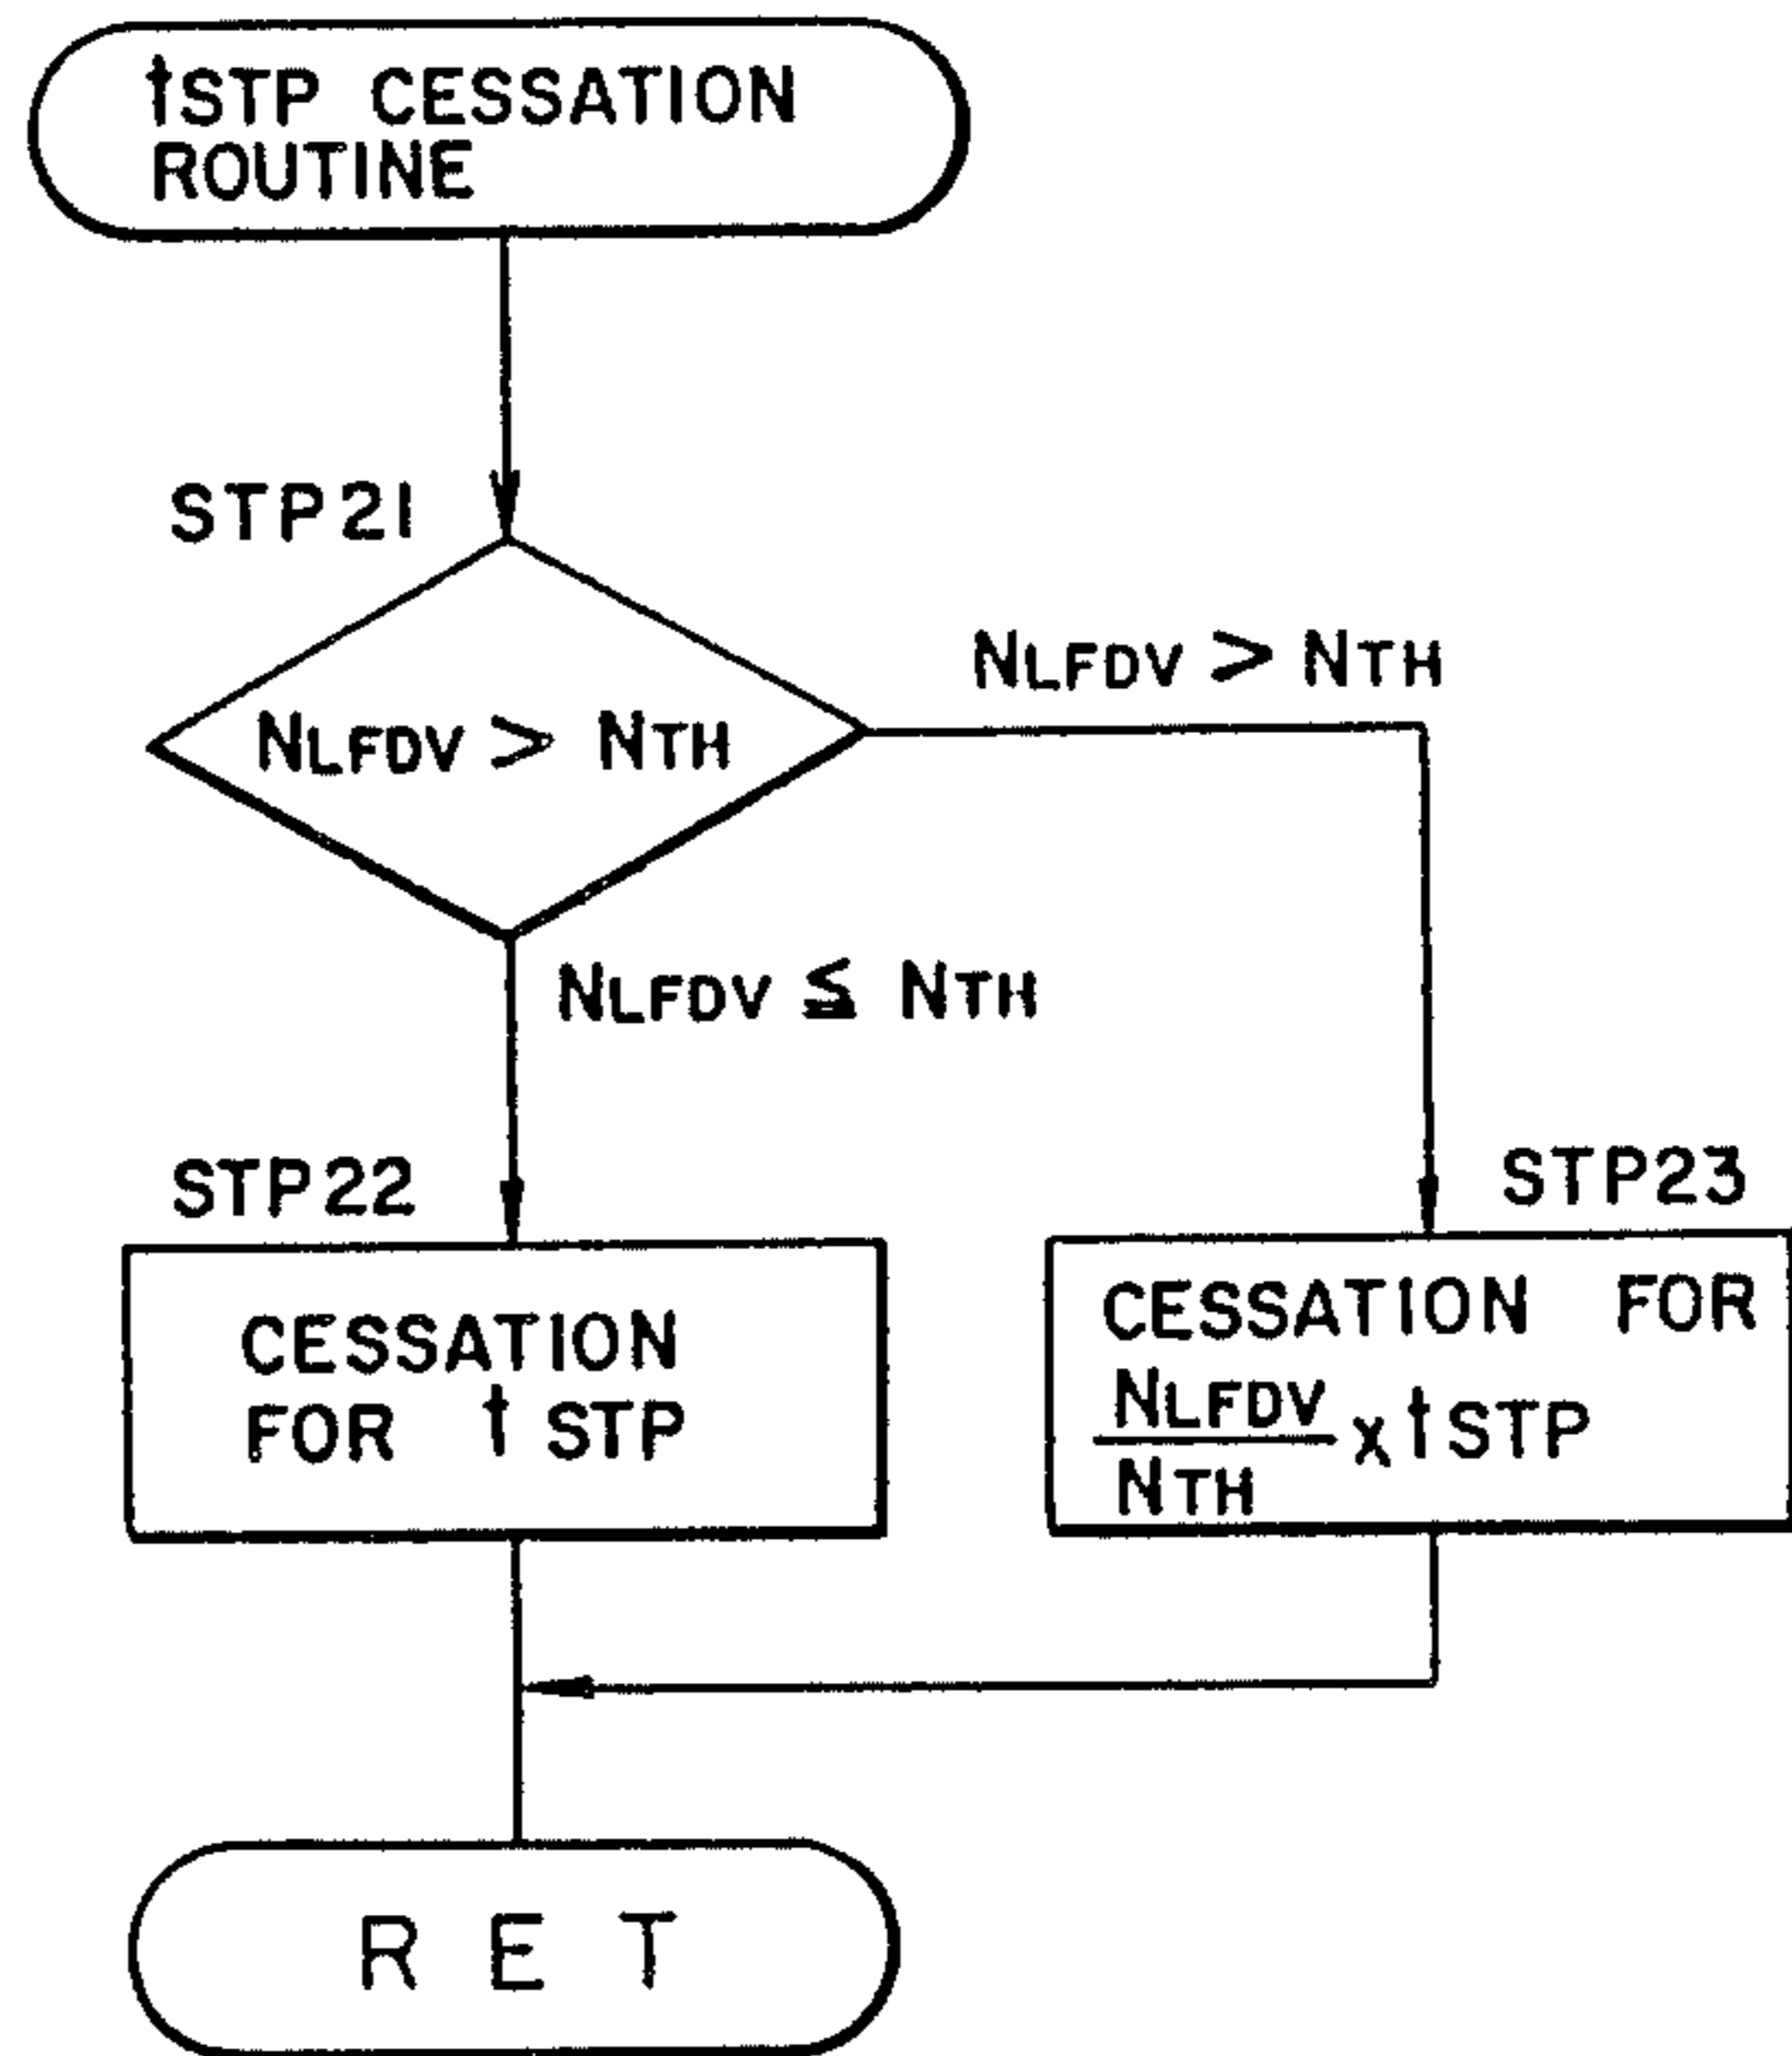 tSTP CESSATION
ROUTINE
STP21
NLFDV > NTH
NLFDV > NTH
NLFDV ≦ NTH
STP22
CESSATION
FOR t STP
STP23
CESSATION FOR
NLFDV
x tSTP
NTH
RET